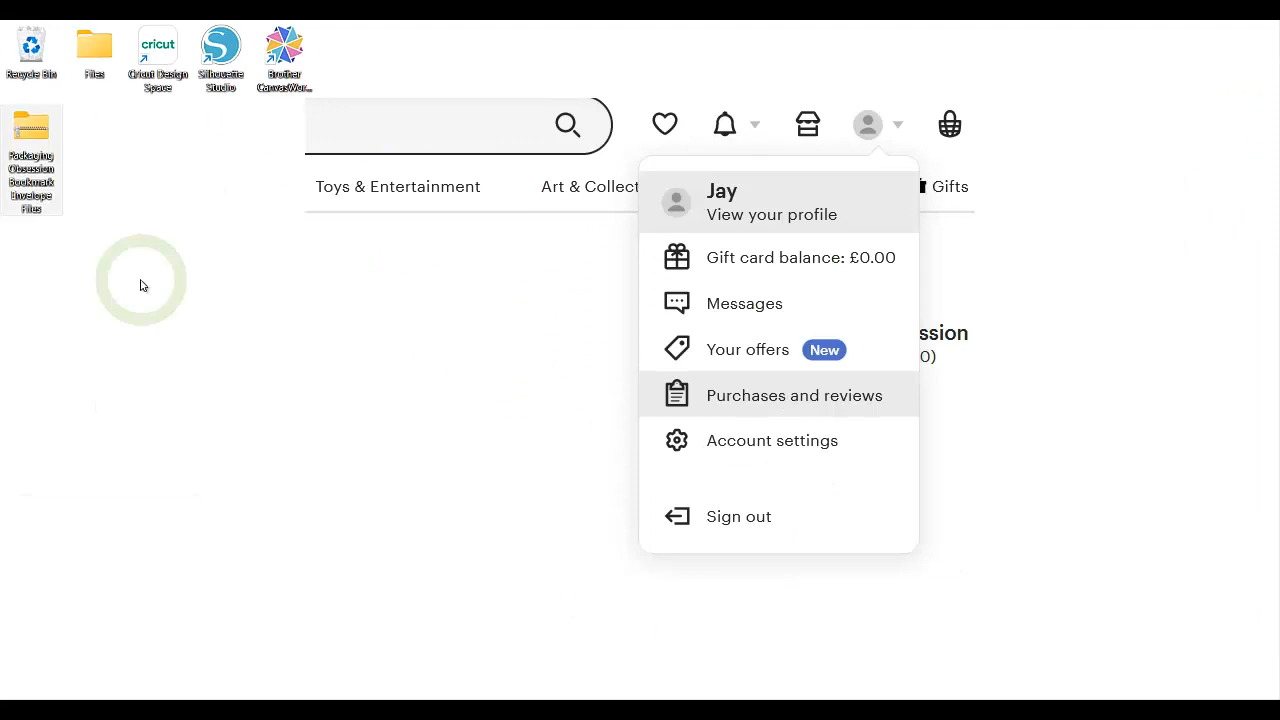 Recycle Bin
Files
Cricut Design
Space
Silhouette
Studio
Brother
CanvasWor...
cricut
Packaging
Obsession
Bookmark
Envelope
Files
Toys & Entertainment
Art & Collect
Gifts
Jay
View your profile
Gift card balance: £0.00
Messages
Your offers New
ssion
0)
Purchases and reviews
Account settings
Sign out